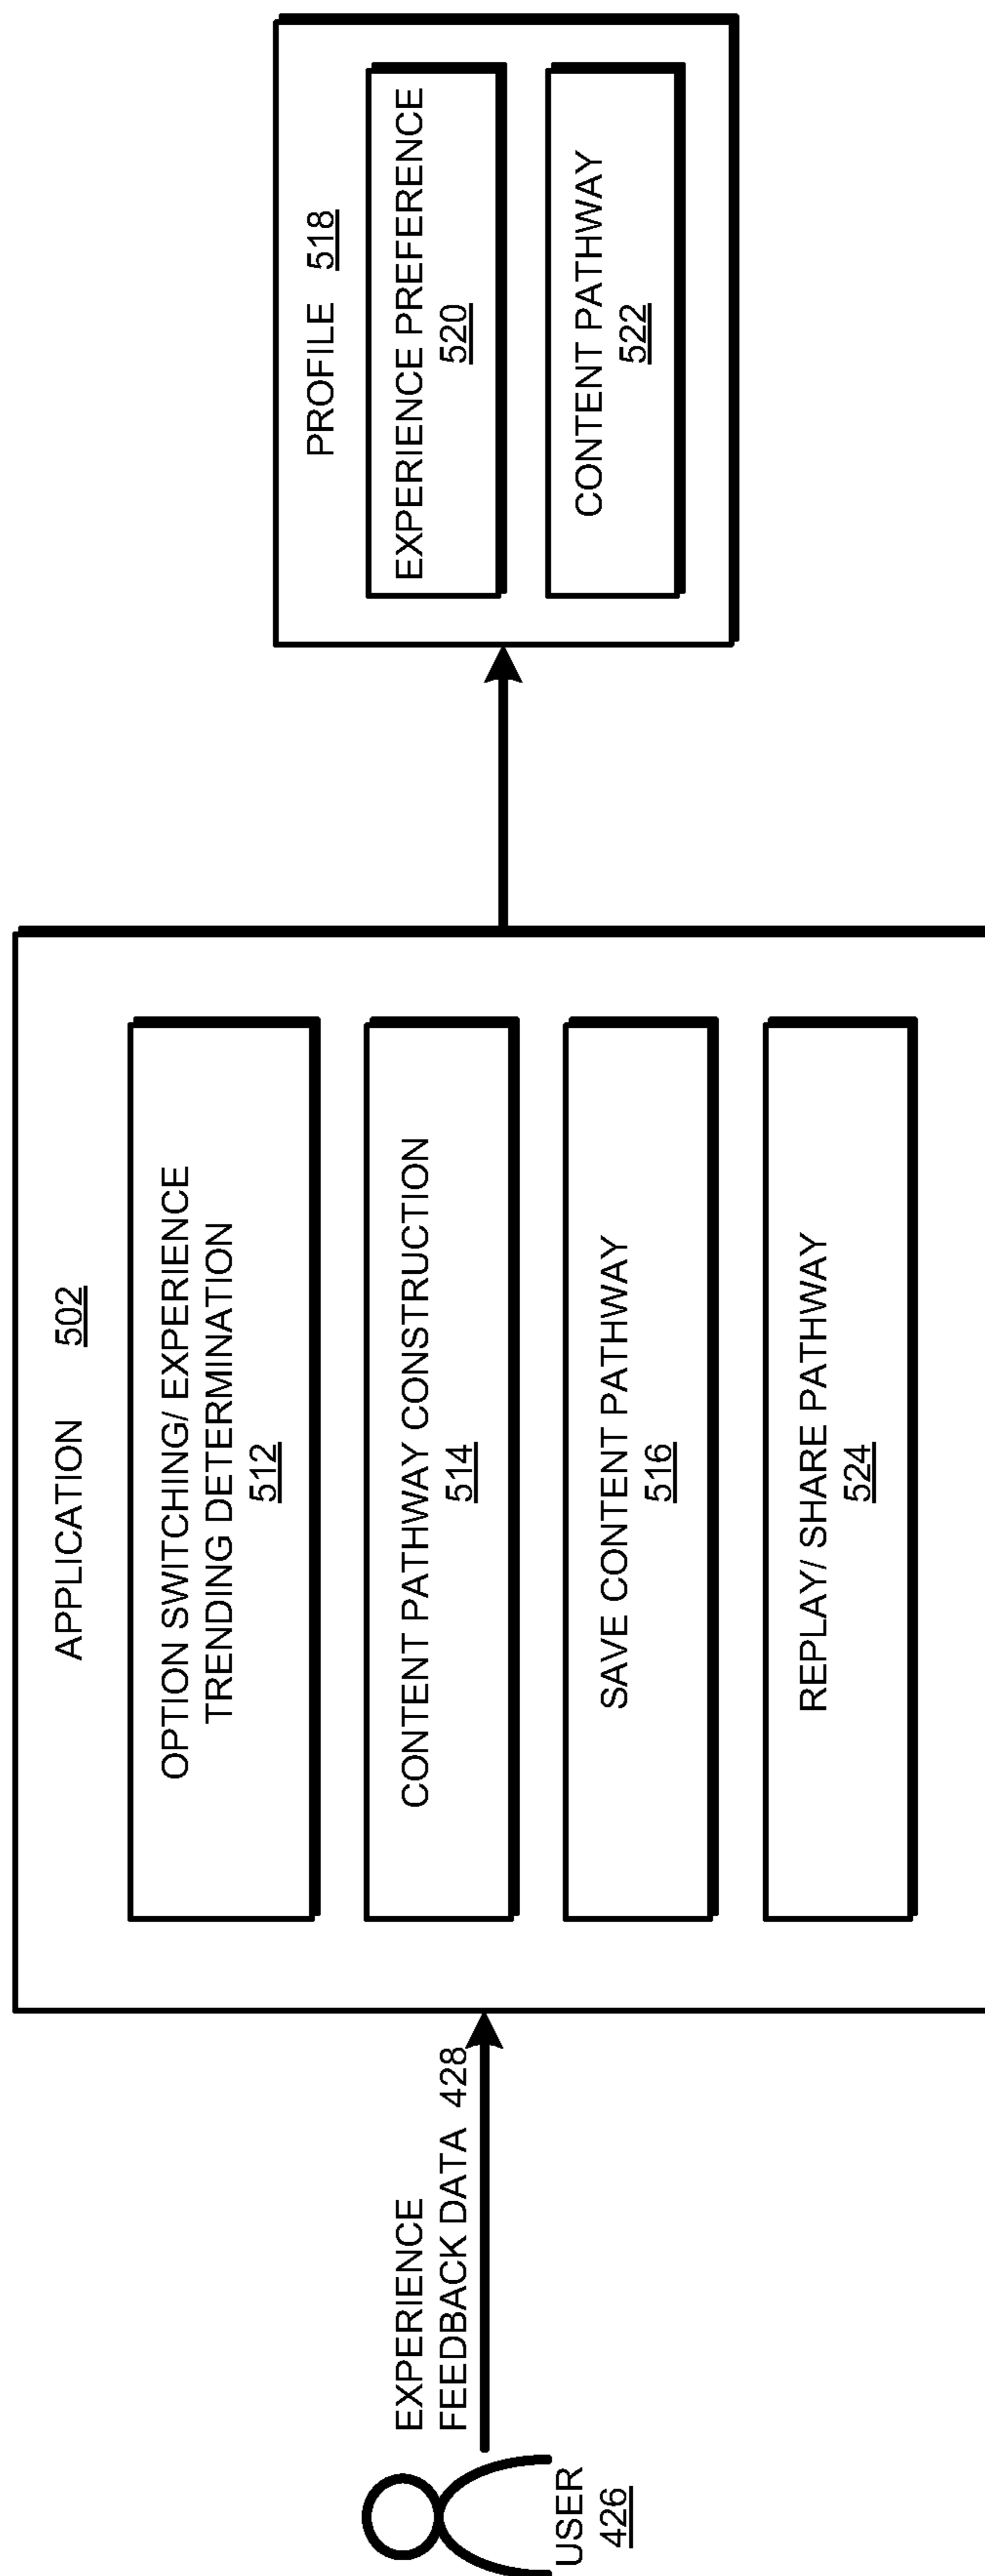 USER
426
EXPERIENCE
FEEDBACK DATA 428
APPLICATION 502
OPTION SWITCHING/ EXPERIENCE
TRENDING DETERMINATION
512
CONTENT PATHWAY CONSTRUCTION
514
SAVE CONTENT PATHWAY
516
REPLAY/ SHARE PATHWAY
524
PROFILE 518
EXPERIENCE PREFERENCE
520
CONTENT PATHWAY
522